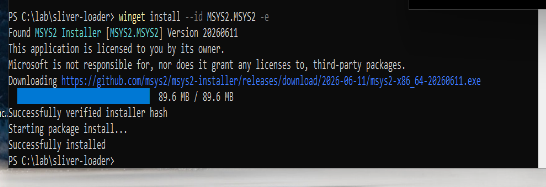 PS C:\lab\sliver-loader> winget install --id MSYS2.MSYS2 -e
Found MSYS2 Installer [MSYS2.MSYS2] Version 20260611
This application is licensed to you by its owner.
Microsoft is not responsible for, nor does it grant any licenses to, third-party packages.
Downloading https://github.com/msys2/msys2-installer/releases/download/2026-06-11/msys2-x86_64-20260611.exe
89.6 MB / 89.6 MB
Successfully verified installer hash
Starting package install...
Successfully installed
PS C:\lab\sliver-loader>